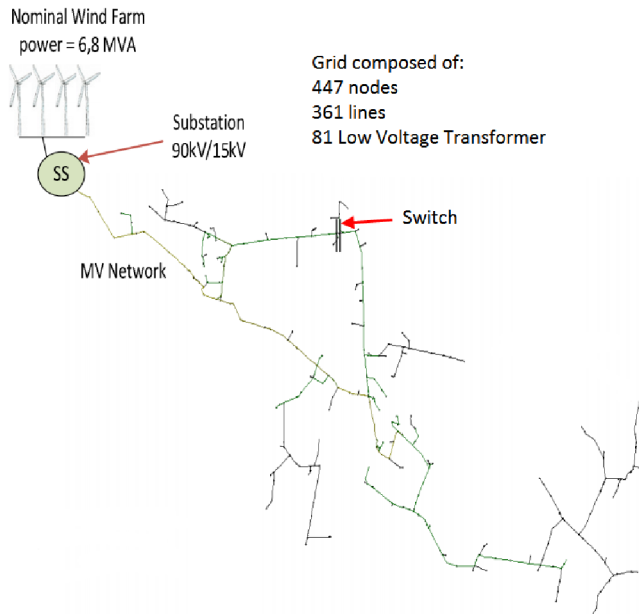 Nominal Wind Farm
power = 6,8 MVA
Grid composed of:
447 nodes
361 lines
81 Low Voltage Transformer
Substation
90kV/15kV
SS
Switch
MV Network